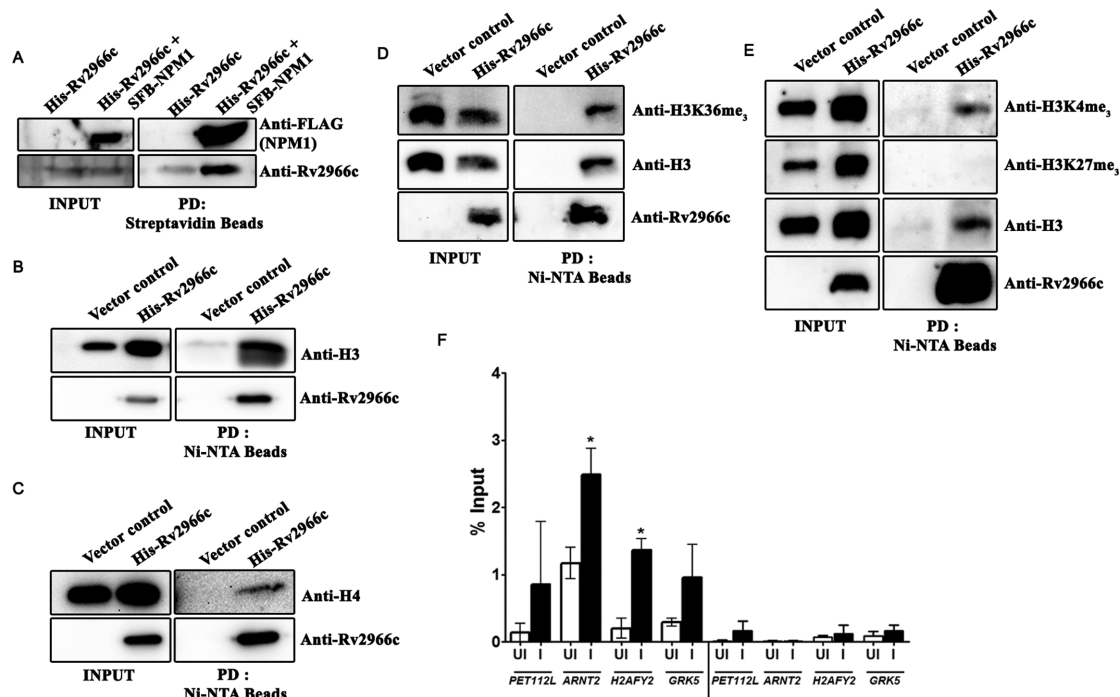 A
His-Rv2966c
His-Rv2966c +
SFB-NPM1
His-Rv2966c
His-Rv2966c +
SFB-NPM1
Anti-FLAG
(NPM1)
Anti-Rv2966c
INPUT
PD:
Streptavidin Beads
B
Vector control
His-Rv2966c
Vector control
His-Rv2966c
Anti-H3
Anti-Rv2966c
INPUT
PD :
Ni-NTA Beads
C
Vector control
His-Rv2966c
Vector control
His-Rv2966c
Anti-H4
Anti-Rv2966c
INPUT
PD :
Ni-NTA Beads
D
Vector control
His-Rv2966c
Vector control
His-Rv2966c
Anti-H3K36me3
Anti-H3
Anti-Rv2966c
INPUT
PD :
Ni-NTA Beads
E
Vector control
His-Rv2966c
Vector control
His-Rv2966c
Anti-H3K4me3
Anti-H3K27me3
Anti-H3
Anti-Rv2966c
INPUT
PD :
Ni-NTA Beads
F
% Input
4
3
2
1
0
* 
*
UI I UI I UI I UI I UI I UI I UI I UI I
PET112L ARNT2 H2AFY2 GRK5 PET112L ARNT2 H2AFY2 GRK5